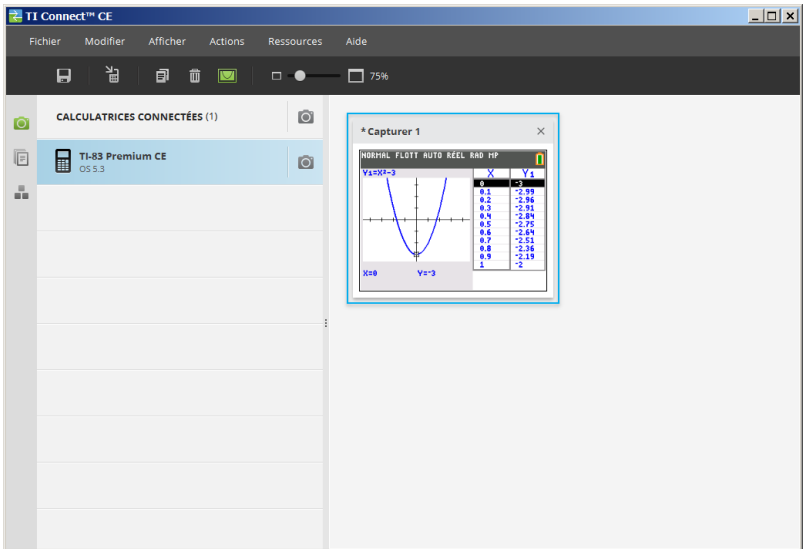 TI Connect™ CE
Fichier Modifier Afficher Actions Ressources Aide
75%
CALCULATRICES CONNECTÉES (1)
TI-83 Premium CE
OS 5.3
*Capturer 1
NORMAL FLOTT AUTO RÉEL RAD MP
Y1=X²-3
X Y1
0 -3
0.1 -2.99
0.2 -2.96
0.3 -2.91
0.4 -2.84
0.5 -2.75
0.6 -2.64
0.7 -2.51
0.8 -2.36
0.9 -2.19
1 -2
X=0 Y=-3